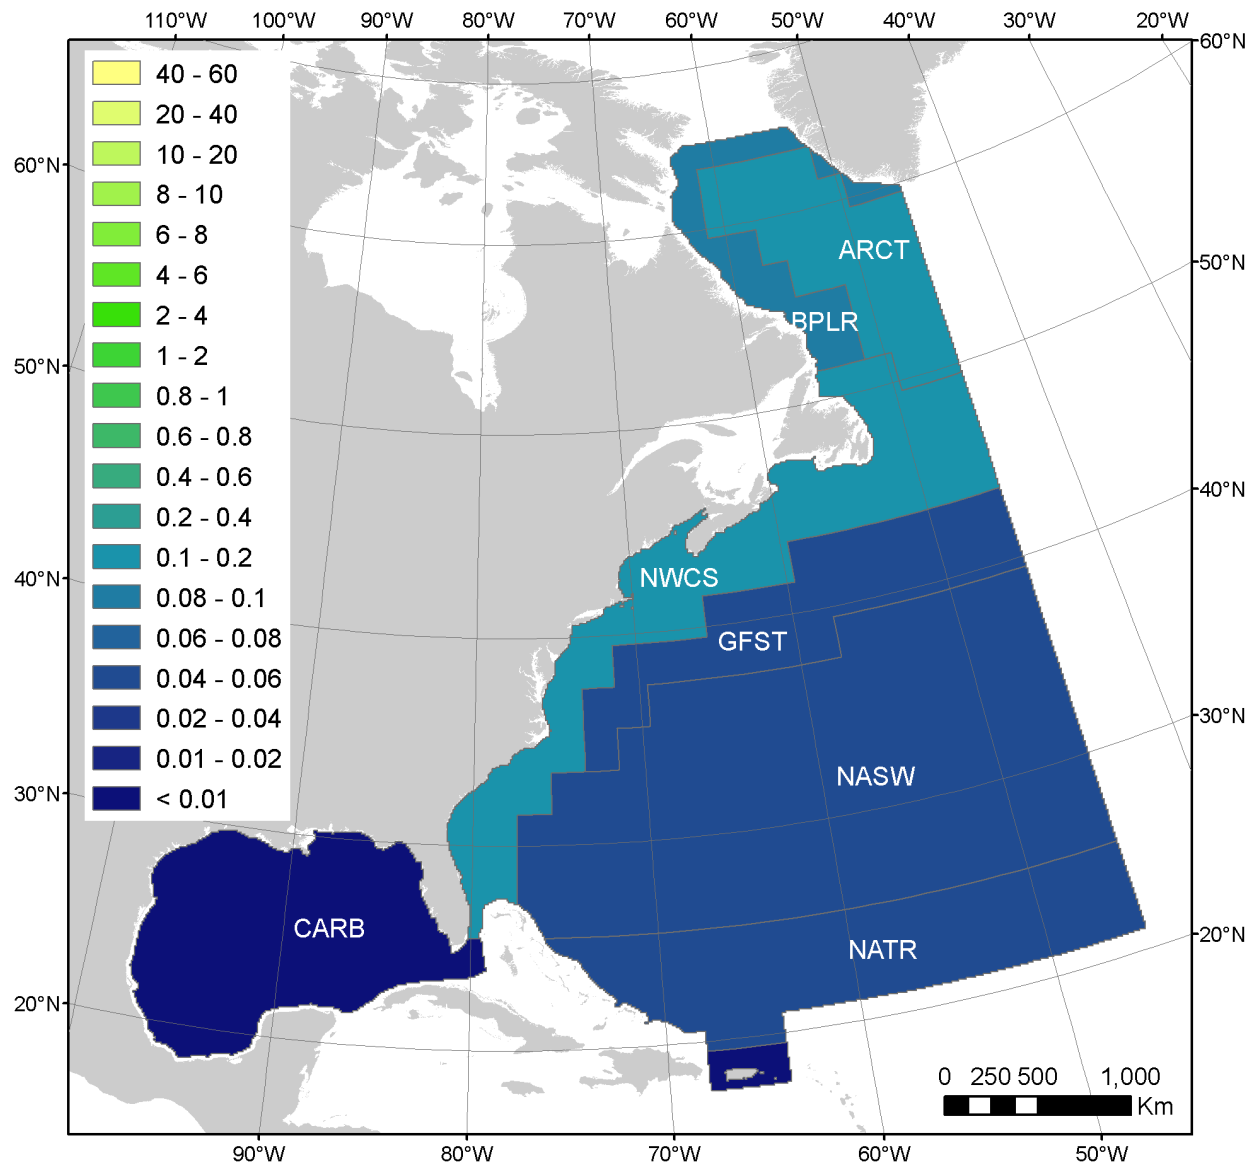 110°W 100°W 90°W 80°W 70°W 60°W 50°W 40°W 30°W 20°W
60°N
40 - 60
20 - 40
10 - 20
8 - 10
6 - 8
4 - 6
2 - 4
1 - 2
0.8 - 1
0.6 - 0.8
0.4 - 0.6
0.2 - 0.4
0.1 - 0.2
0.08 - 0.1
0.06 - 0.08
0.04 - 0.06
0.02 - 0.04
0.01 - 0.02
< 0.01
60°N
50°N
40°N
30°N
20°N
ARCT
BPLR
NWCS
GFST
NASW
CARB
NATR
50°N
40°N
30°N
20°N
0 250 500 1,000
Km
90°W 80°W 70°W 60°W 50°W